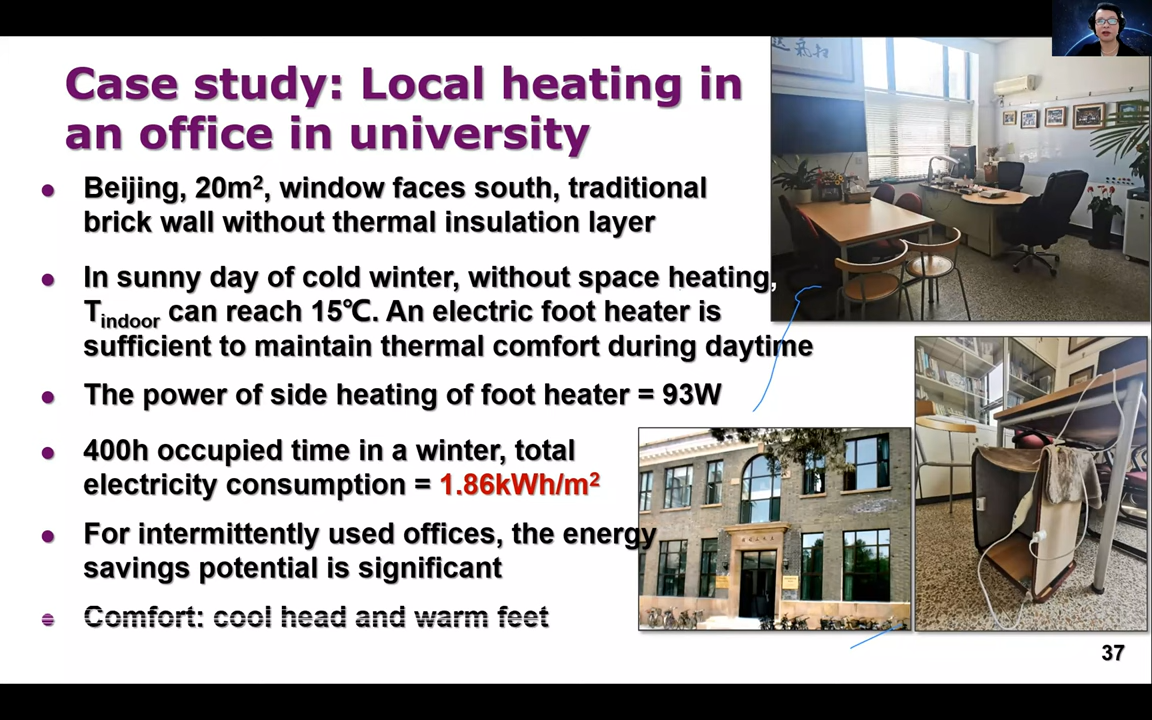 Case study: Local heating in
an office in university
• Beijing, 20m², window faces south, traditional
brick wall without thermal insulation layer
• In sunny day of cold winter, without space heating,
Tindoor can reach 15℃. An electric foot heater is
sufficient to maintain thermal comfort during daytime
• The power of side heating of foot heater = 93W
• 400h occupied time in a winter, total
electricity consumption = 1.86kWh/m²
• For intermittently used offices, the energy
savings potential is significant
• Comfort: cool head and warm feet
37